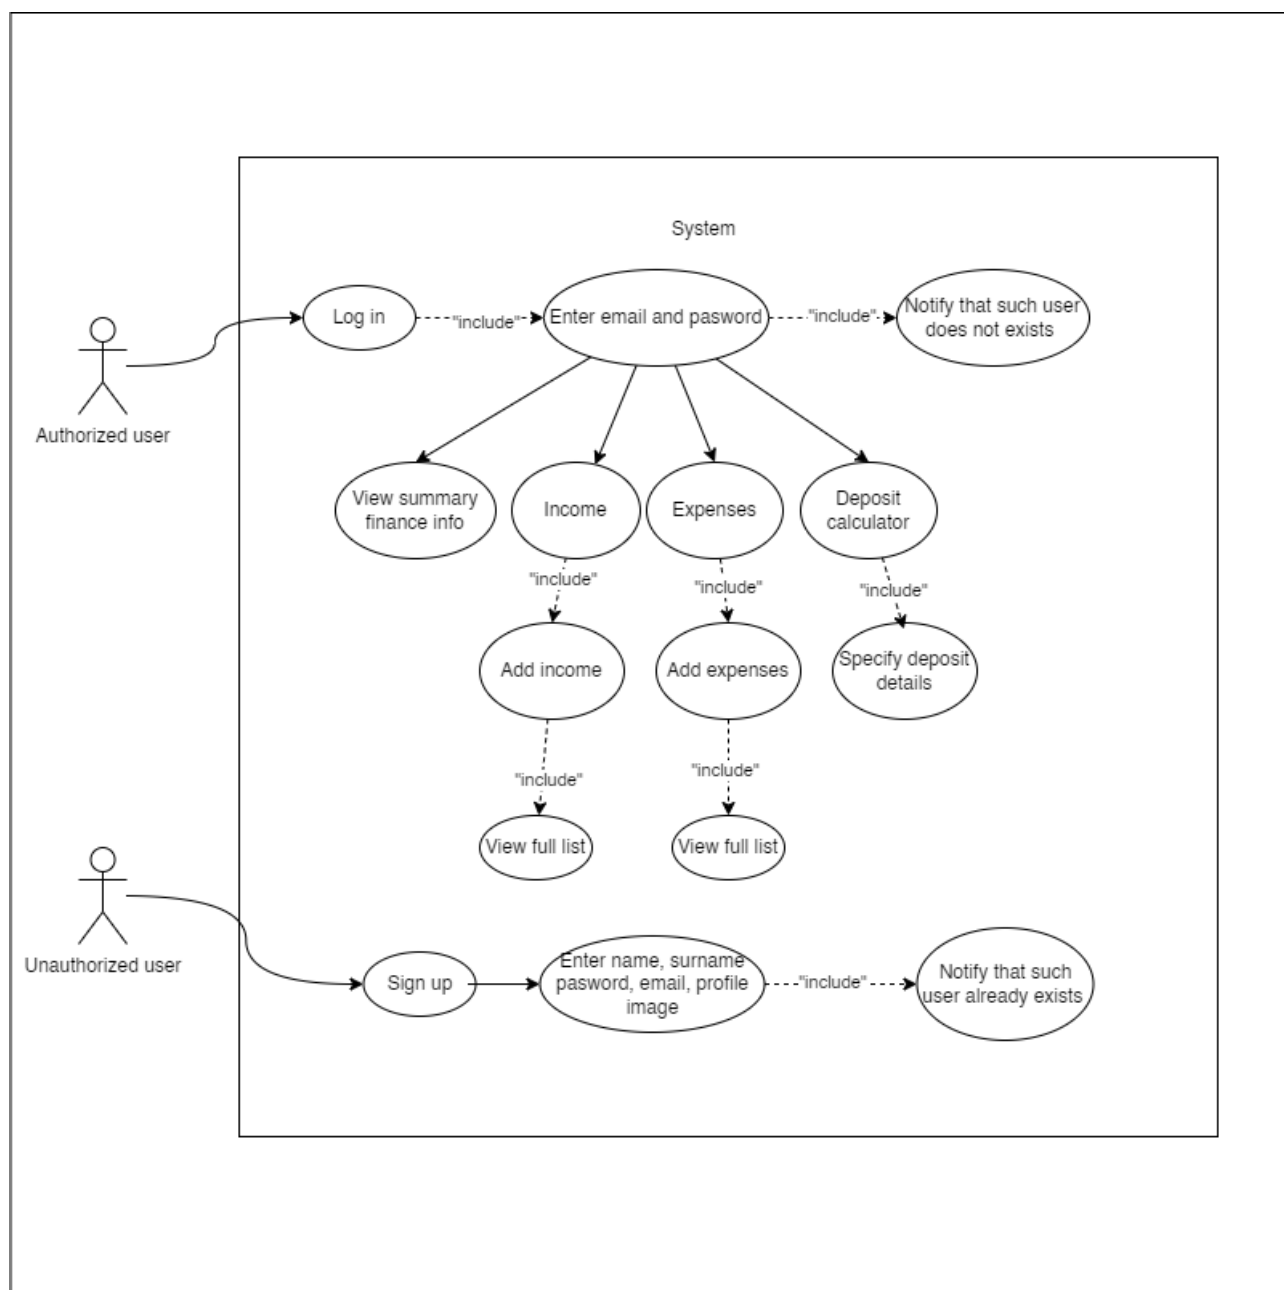 System
Log in
"include"
Enter email and pasword
"include"
Notify that such user
does not exists
Authorized user
View summary
finance info
Income
Expenses
Deposit
calculator
"include"
"include"
"include"
Add income
Add expenses
Specify deposit
details
"include"
"include"
View full list
View full list
Unauthorized user
Sign up
Enter name, surname
pasword, email, profile
image
"include"
Notify that such
user already exists